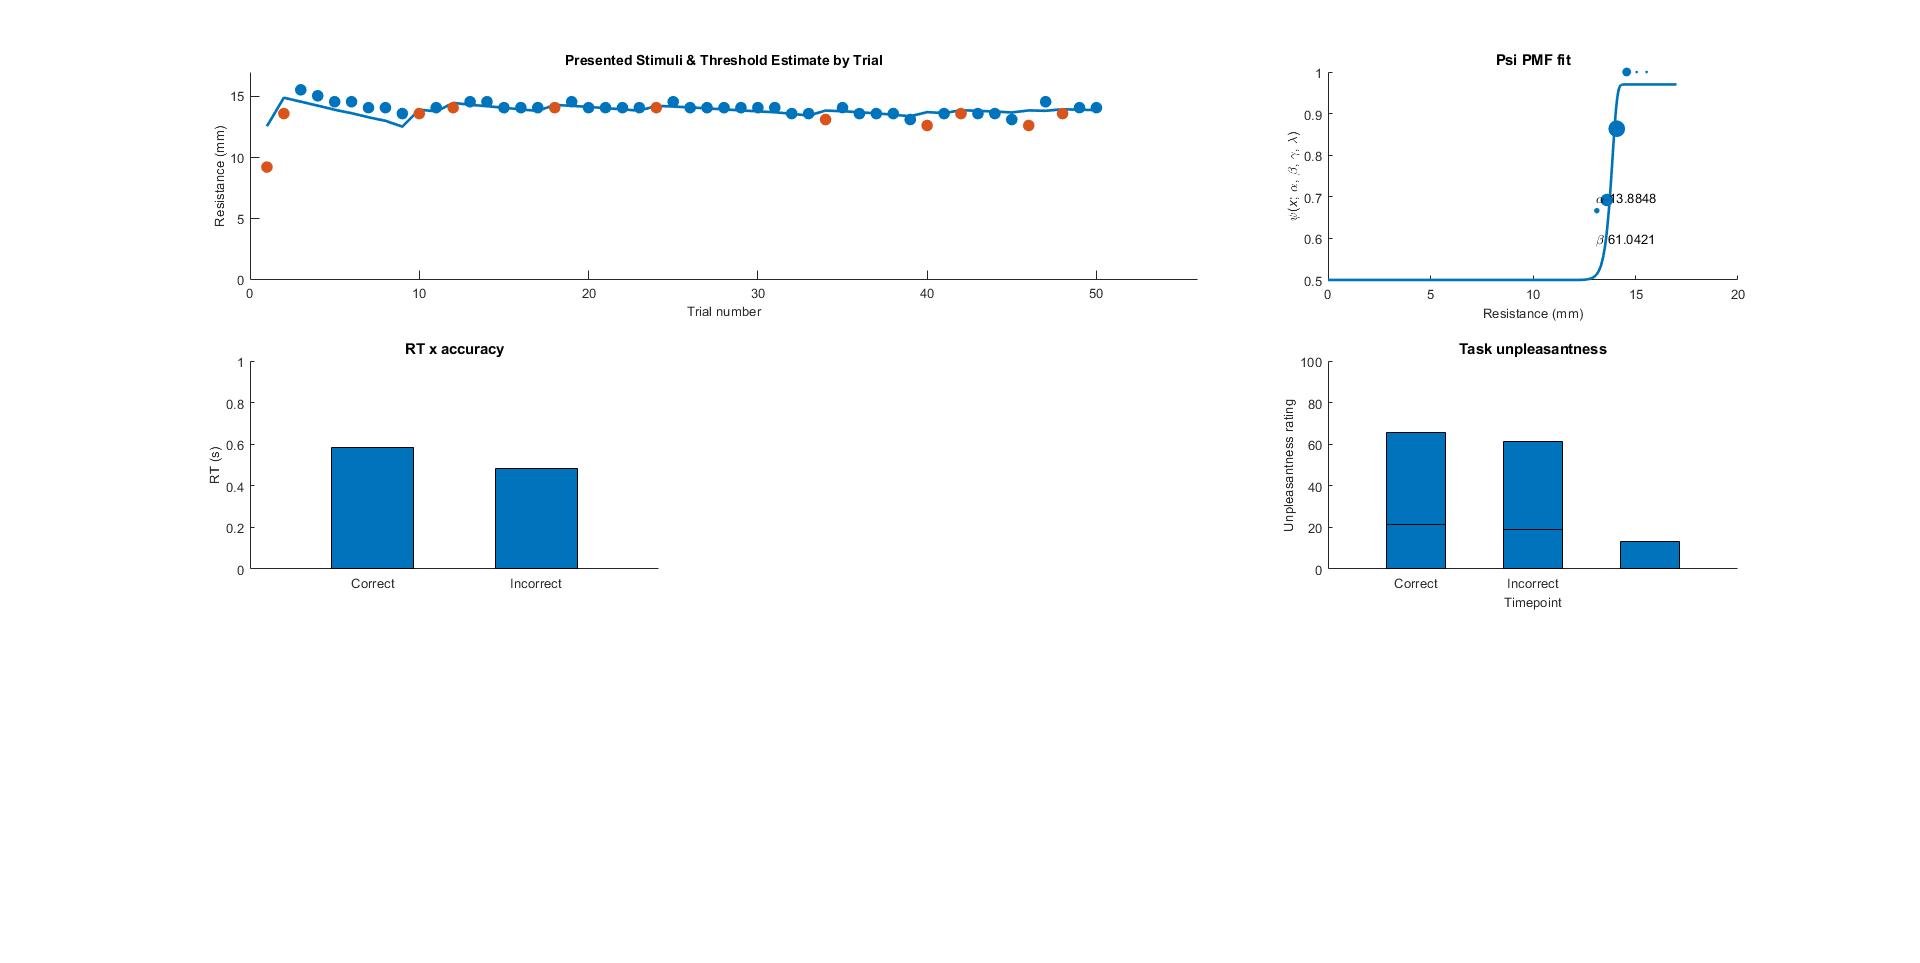 Presented Stimuli & Threshold Estimate by Trial
Resistance (mm)
15
10
5
0
0 10 20 30 40 50
Trial number
Psi PMF fit
ψ(x; α, β, γ, λ)
1
0.9
0.8
0.7
0.6
0.5
α 13.8848
β 61.0421
0 5 10 15 20
Resistance (mm)
RT x accuracy
RT (s)
1
0.8
0.6
0.4
0.2
0
Correct Incorrect
Task unpleasantness
Unpleasantness rating
100
80
60
40
20
0
Correct Incorrect
Timepoint